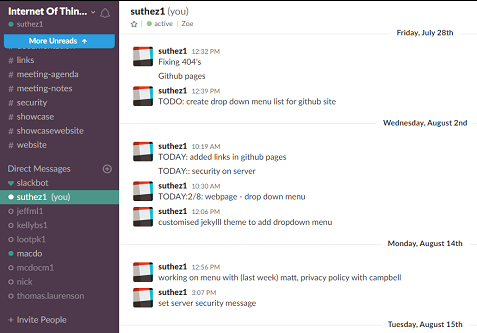 Internet Of Thin...
suthez1
More Unreads ↑
# links
# meeting-agenda
# meeting-notes
# security
# showcase
# showcasewebsite
# website
Direct Messages
slackbot
suthez1 (you)
jeffml1
kellybs1
lootpk1
macdo
mcdocm1
nick
thomas.laurenson
+ Invite People
suthez1 (you)
active | Zoe
Friday, July 28th
suthez1 12:32 PM
Fixing 404's
Github pages
suthez1 12:39 PM
TODO: create drop down menu list for github site
Wednesday, August 2nd
suthez1 10:19 AM
TODAY: added links in github pages
TODAY:: security on server
suthez1 10:30 AM
TODAY:2/8: webpage - drop down menu
suthez1 12:06 PM
customised jekylll theme to add dropdown menu
Monday, August 14th
suthez1 12:56 PM
working on menu with (last week) matt, privacy policy with campbell
suthez1 3:07 PM
set server security message
Tuesday, August 15th